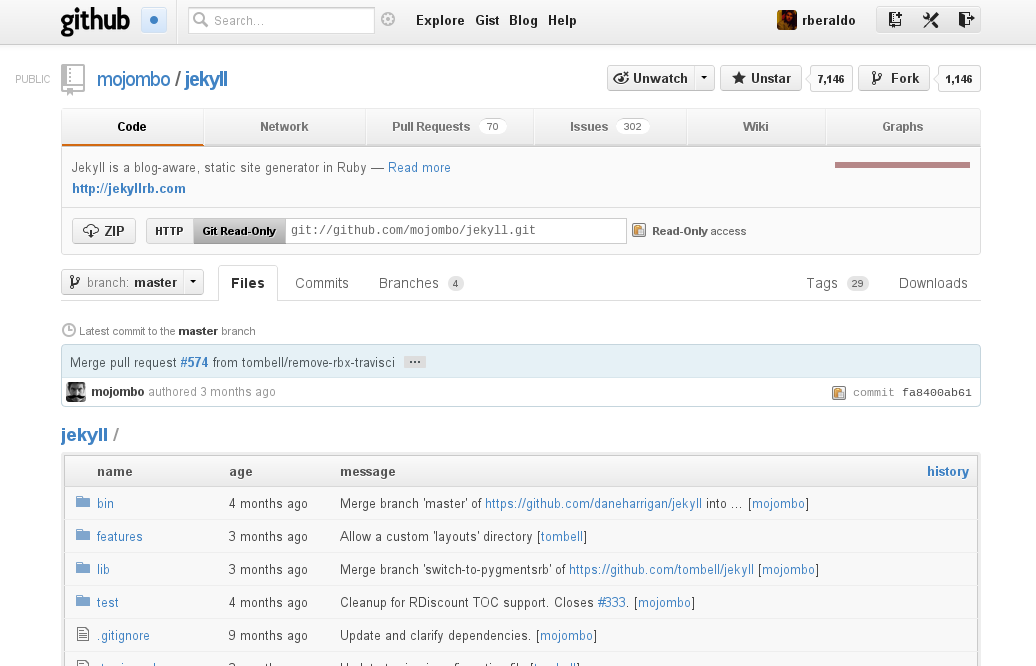 github Search... Explore Gist Blog Help rberaldo
PUBLIC mojombo / jekyll Unwatch Unstar 7,146 Fork 1,146
Code Network Pull Requests 70 Issues 302 Wiki Graphs
Jekyll is a blog-aware, static site generator in Ruby — Read more
http://jekyllrb.com
ZIP HTTP Git Read-Only git://github.com/mojombo/jekyll.git Read-Only access
branch: master Files Commits Branches 4 Tags 29 Downloads
Latest commit to the master branch
Merge pull request #574 from tombell/remove-rbx-travisci ...
mojombo authored 3 months ago commit fa8400ab61
jekyll /
name age message history
bin 4 months ago Merge branch 'master' of https://github.com/daneharrigan/jekyll into … [mojombo]
features 3 months ago Allow a custom 'layouts' directory [tombell]
lib 3 months ago Merge branch 'switch-to-pygmentsrb' of https://github.com/tombell/jekyll [mojombo]
test 4 months ago Cleanup for RDiscount TOC support. Closes #333. [mojombo]
.gitignore 9 months ago Update and clarify dependencies. [mojombo]